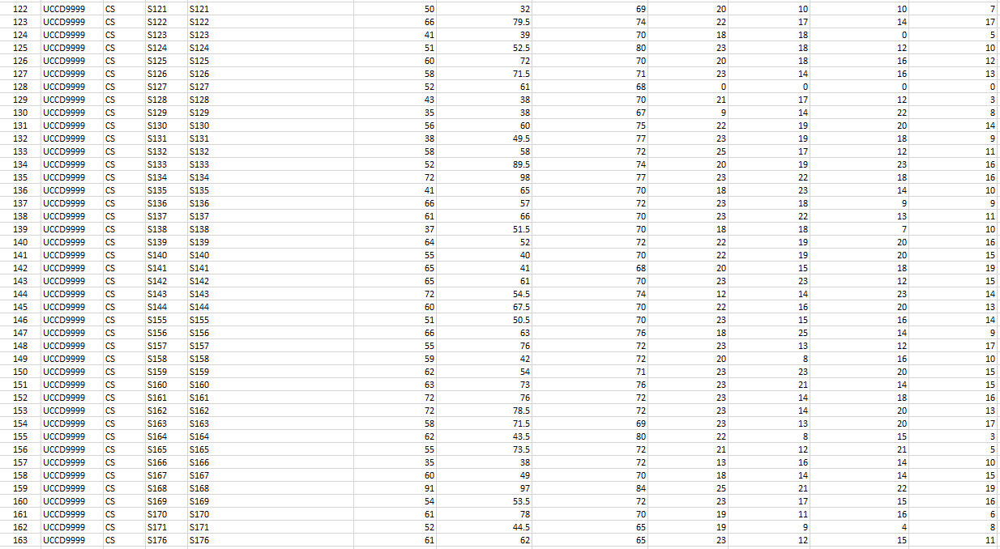 122 UCCD9999 CS S121 S121 50 32 69 20 10 10 7
123 UCCD9999 CS S122 S122 66 79.5 74 22 17 14 17
124 UCCD9999 CS S123 S123 41 39 70 18 18 0 5
125 UCCD9999 CS S124 S124 51 52.5 80 23 18 12 10
126 UCCD9999 CS S125 S125 60 72 70 20 18 16 12
127 UCCD9999 CS S126 S126 58 71.5 71 23 14 16 13
128 UCCD9999 CS S127 S127 52 61 68 0 0 0 0
129 UCCD9999 CS S128 S128 43 38 70 21 17 12 3
130 UCCD9999 CS S129 S129 35 38 67 9 14 22 8
131 UCCD9999 CS S130 S130 56 60 75 22 19 20 14
132 UCCD9999 CS S131 S131 38 49.5 77 23 19 18 9
133 UCCD9999 CS S132 S132 58 58 72 25 17 12 11
134 UCCD9999 CS S133 S133 52 89.5 74 20 19 23 16
135 UCCD9999 CS S134 S134 72 98 77 23 22 18 16
136 UCCD9999 CS S135 S135 41 65 70 18 23 14 10
137 UCCD9999 CS S136 S136 66 57 72 23 18 9 9
138 UCCD9999 CS S137 S137 61 66 70 23 22 13 11
139 UCCD9999 CS S138 S138 37 51.5 70 18 18 7 10
140 UCCD9999 CS S139 S139 64 52 72 22 19 20 16
141 UCCD9999 CS S140 S140 55 40 70 22 19 20 15
142 UCCD9999 CS S141 S141 65 41 68 20 15 18 19
143 UCCD9999 CS S142 S142 65 61 70 23 23 12 15
144 UCCD9999 CS S143 S143 72 54.5 74 12 14 23 14
145 UCCD9999 CS S144 S144 60 67.5 70 22 16 20 13
146 UCCD9999 CS S155 S155 51 50.5 70 23 15 16 14
147 UCCD9999 CS S156 S156 66 63 76 18 25 14 9
148 UCCD9999 CS S157 S157 55 76 72 23 13 12 17
149 UCCD9999 CS S158 S158 59 42 72 20 8 16 10
150 UCCD9999 CS S159 S159 62 54 71 23 23 20 15
151 UCCD9999 CS S160 S160 63 73 76 23 21 14 15
152 UCCD9999 CS S161 S161 72 76 72 23 14 18 16
153 UCCD9999 CS S162 S162 72 78.5 72 23 14 20 13
154 UCCD9999 CS S163 S163 58 71.5 69 23 13 20 17
155 UCCD9999 CS S164 S164 62 43.5 80 22 8 15 3
156 UCCD9999 CS S165 S165 55 73.5 72 21 12 21 5
157 UCCD9999 CS S166 S166 35 38 72 13 16 14 10
158 UCCD9999 CS S167 S167 60 49 70 18 14 14 15
159 UCCD9999 CS S168 S168 91 97 84 25 21 22 19
160 UCCD9999 CS S169 S169 54 53.5 72 23 17 15 16
161 UCCD9999 CS S170 S170 61 78 70 19 11 16 6
162 UCCD9999 CS S171 S171 52 44.5 65 19 9 4 8
163 UCCD9999 CS S176 S176 61 62 65 23 12 15 11